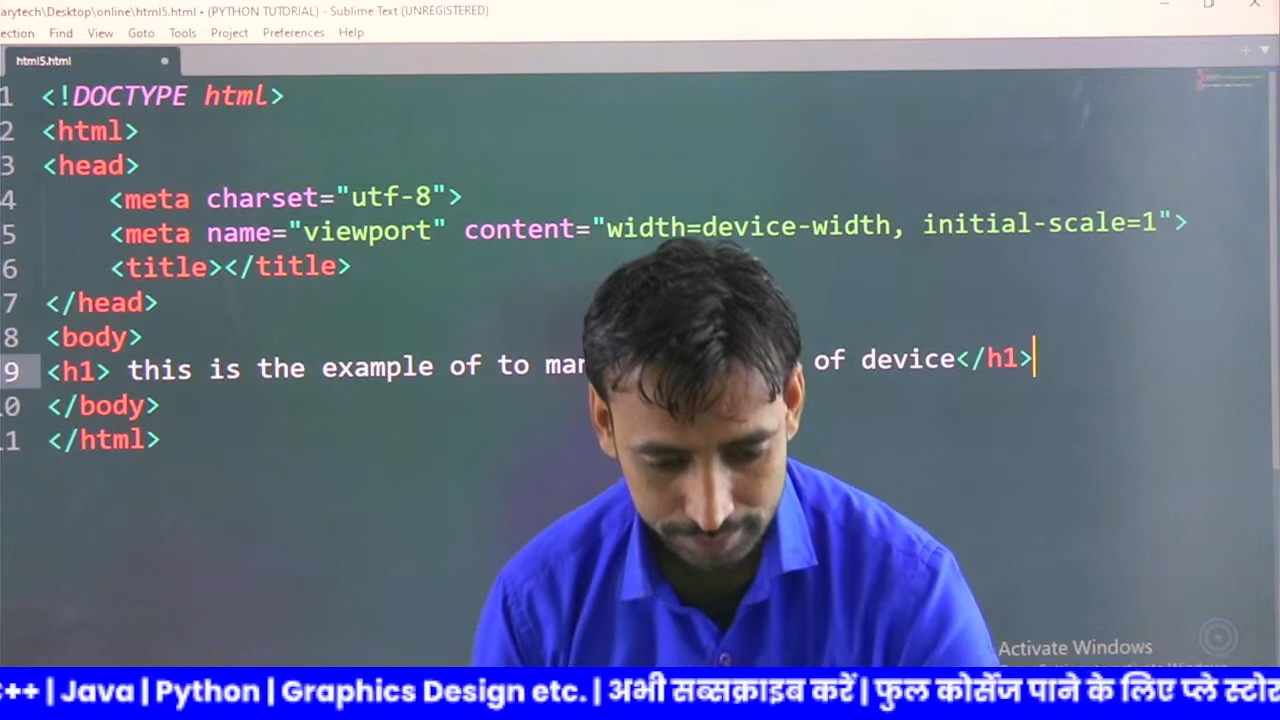 arytech\Desktop\online\html5.html • (PYTHON TUTORIAL) - Sublime Text (UNREGISTERED)
ection Find View Goto Tools Project Preferences Help
html5.html
1 <!DOCTYPE html>
2 <html>
3 <head>
4 <meta charset="utf-8">
5 <meta name="viewport" content="width=device-width, initial-scale=1">
6 <title></title>
7 </head>
8 <body>
9 <h1> this is the example of to man of device</h1>
10 </body>
11 </html>
Activate Windows
C++ | Java | Python | Graphics Design etc. | अभी सब्सक्राइब करें | फुल कोर्सेज पाने के लिए प्ले स्टोर